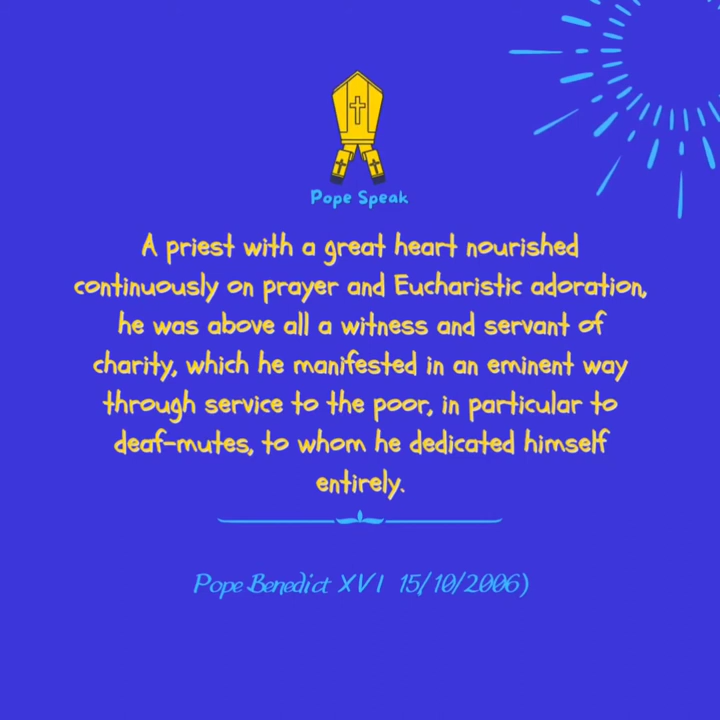 Pope Speak
A priest with a great heart nourished
continuously on prayer and Eucharistic adoration,
he was above all a witness and servant of
charity, which he manifested in an eminent way
through service to the poor, in particular to
deaf-mutes, to whom he dedicated himself
entirely.
Pope Benedict XVI 15/10/2006)